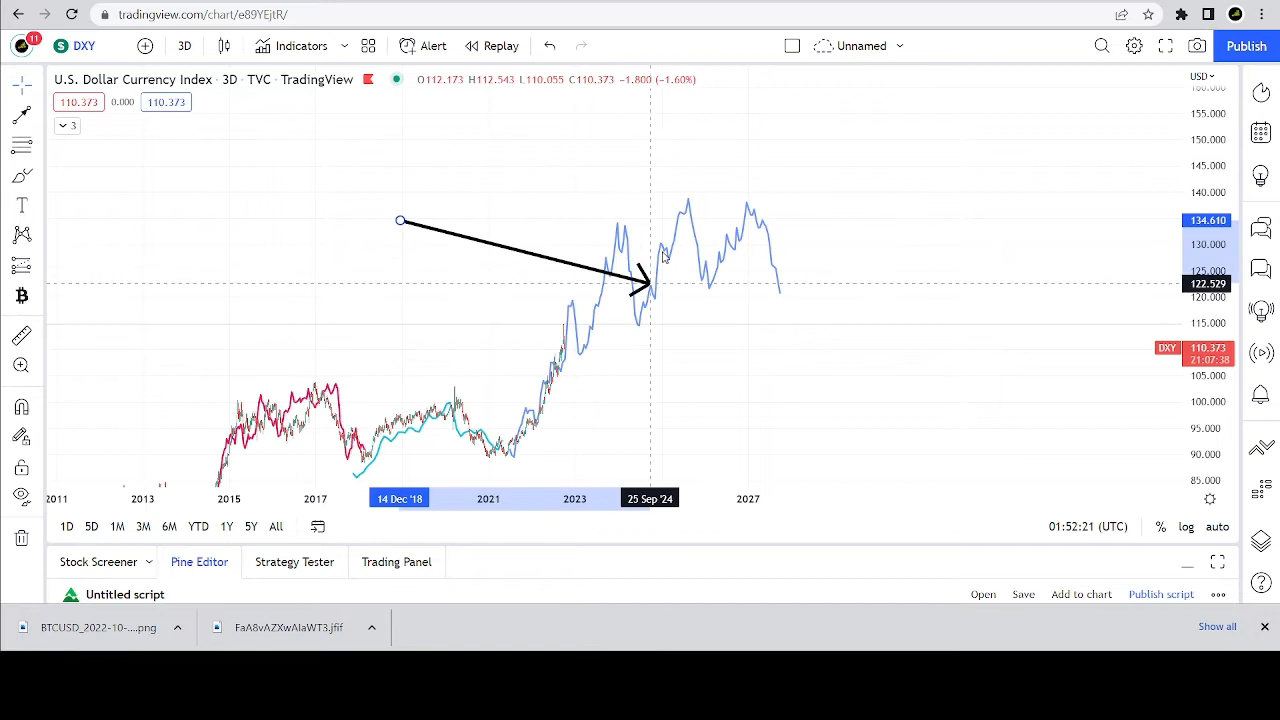 tradingview.com/chart/e89YEjtR/
11
S DXY 3D Indicators Alert Replay Unnamed Publish
U.S. Dollar Currency Index · 3D · TVC · TradingView O112.173 H112.543 L110.055 C110.373 −1.800 (−1.60%)
USD
110.373 0.000 110.373
3
160.000
155.000
150.000
145.000
140.000
134.610
130.000
125.000
122.529
120.000
115.000
DXY 110.373
21:07:38
105.000
100.000
95.000
90.000
85.000
2011 2013 2015 2017 14 Dec '18 2021 2023 25 Sep '24 2027
1D 5D 1M 3M 6M YTD 1Y 5Y All 01:52:21 (UTC) % log auto
Stock Screener Pine Editor Strategy Tester Trading Panel
Untitled script Open Save Add to chart Publish script
BTCUSD_2022-10-....png FaA8vAZXwAIaWT3.jfif Show all